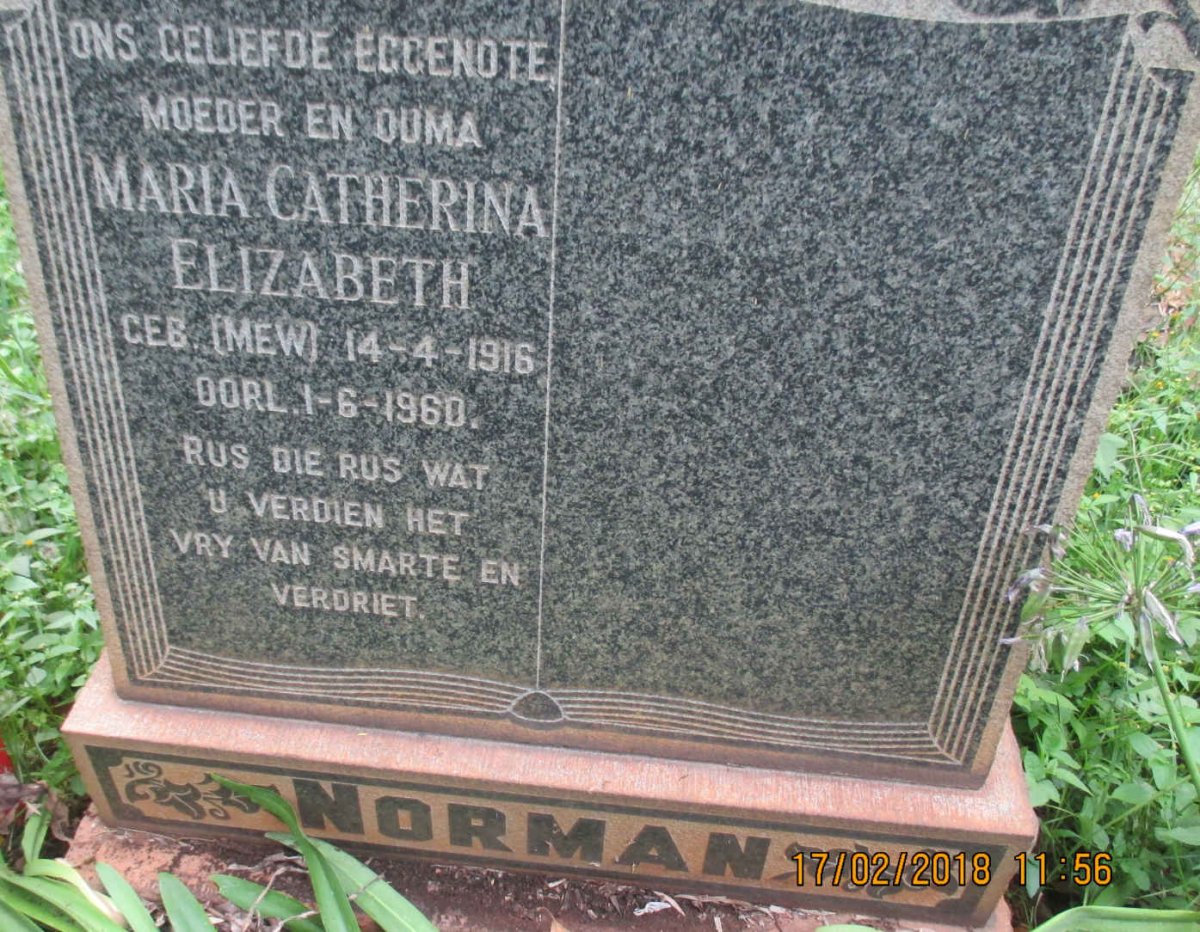 ONS GELIEFDE EGGENOTE
MOEDER EN OUMA
MARIA CATHERINA
ELIZABETH
GEB. (MEW) 14-4-1916
OORL. 1-6-1960.
RUS DIE RUS WAT
U VERDIEN HET
VRY VAN SMARTE EN
VERDRIET.
NORMAN
17/02/2018 11:56